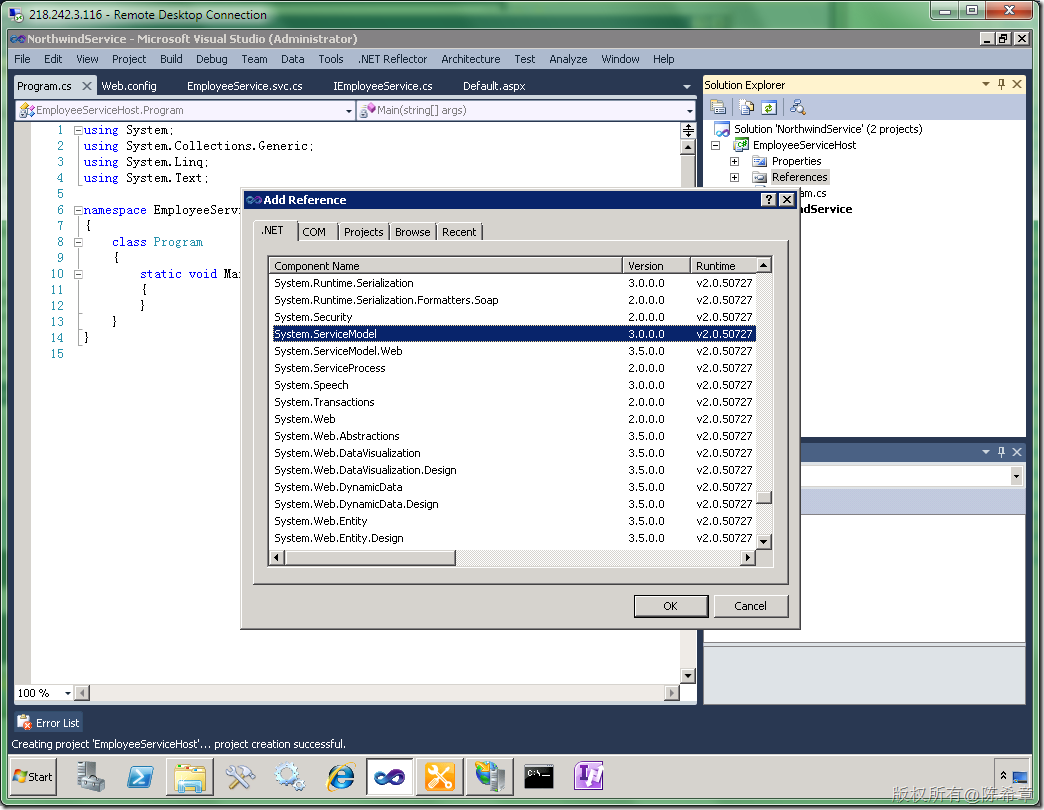 218.242.3.116 - Remote Desktop Connection
NorthwindService - Microsoft Visual Studio (Administrator)
File Edit View Project Build Debug Team Data Tools .NET Reflector Architecture Test Analyze Window Help
Program.cs Web.config EmployeeService.svc.cs IEmployeeService.cs Default.aspx
EmployeeServiceHost.Program Main(string[] args)
1 using System;
2 using System.Collections.Generic;
3 using System.Linq;
4 using System.Text;
5
6 namespace EmployeeServi
7 {
8 class Program
9 {
10 static void Mai
11 {
12 }
13 }
14 }
15
100 %
Solution Explorer
Solution 'NorthwindService' (2 projects)
EmployeeServiceHost
Properties
References
am.cs
dService
Add Reference
.NET COM Projects Browse Recent
Component Name Version Runtime
System.Runtime.Serialization 3.0.0.0 v2.0.50727
System.Runtime.Serialization.Formatters.Soap 2.0.0.0 v2.0.50727
System.Security 2.0.0.0 v2.0.50727
System.ServiceModel 3.0.0.0 v2.0.50727
System.ServiceModel.Web 3.5.0.0 v2.0.50727
System.ServiceProcess 2.0.0.0 v2.0.50727
System.Speech 3.0.0.0 v2.0.50727
System.Transactions 2.0.0.0 v2.0.50727
System.Web 2.0.0.0 v2.0.50727
System.Web.Abstractions 3.5.0.0 v2.0.50727
System.Web.DataVisualization 3.5.0.0 v2.0.50727
System.Web.DataVisualization.Design 3.5.0.0 v2.0.50727
System.Web.DynamicData 3.5.0.0 v2.0.50727
System.Web.DynamicData.Design 3.5.0.0 v2.0.50727
System.Web.Entity 3.5.0.0 v2.0.50727
System.Web.Entity.Design 3.5.0.0 v2.0.50727
OK Cancel
Error List
Creating project 'EmployeeServiceHost'... project creation successful.
Start
版权所有@陈希章